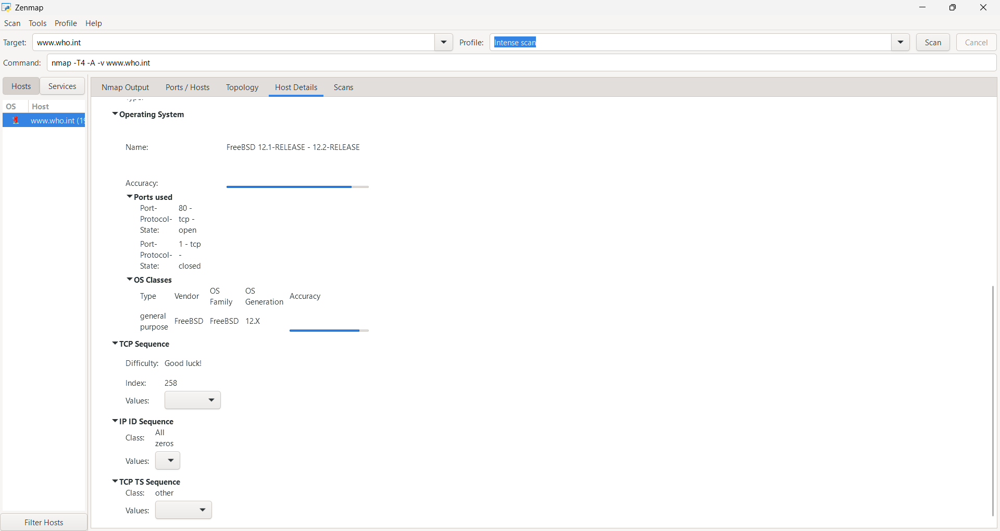 Zenmap
Scan Tools Profile Help
Target: www.who.int Profile: Intense scan Scan Cancel
Command: nmap -T4 -A -v www.who.int
Hosts Services
Nmap Output Ports / Hosts Topology Host Details Scans
OS Host
www.who.int (19
Operating System
Name: FreeBSD 12.1-RELEASE - 12.2-RELEASE
Accuracy:
Ports used
Port- 80 -
Protocol- tcp -
State: open
Port- 1 - tcp
Protocol- -
State: closed
OS Classes
Type Vendor OS Family OS Generation Accuracy
general purpose FreeBSD FreeBSD 12.X
TCP Sequence
Difficulty: Good luck!
Index: 258
Values:
IP ID Sequence
Class: All zeros
Values:
TCP TS Sequence
Class: other
Values:
Filter Hosts